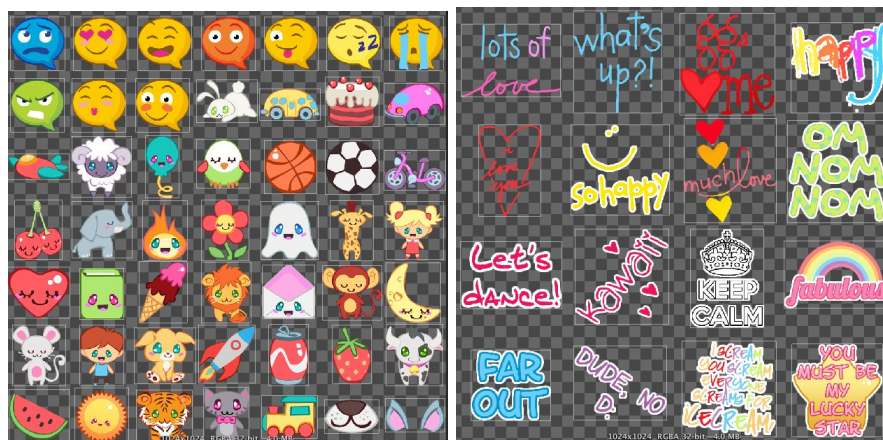 zZ
1024x1024 RGBA 32-bit 4.0 MB
lots of
love
what's
up?!
me
happy
i
love
you!
so happy
much love
OM
NOM
NOM
Let's
dance!
kawaii
KEEP
CALM
fabulous
FAR
OUT
DUDE, NO
D:
ICECREAM
YOU SCREAM
EVERYONE
SCREAMS FOR
ICECREAM
YOU
MUST BE
MY
LUCKY
STAR
1024x1024 RGBA 32-bit 4.0 MB